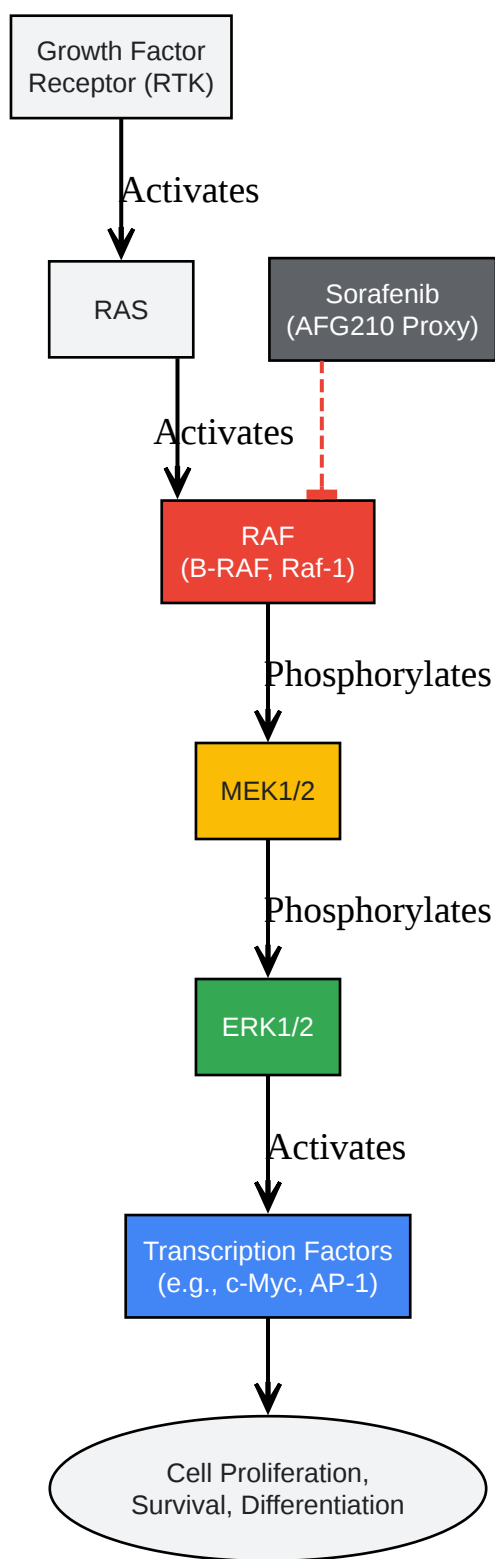 Growth Factor
Receptor (RTK)
Activates
RAS
Sorafenib
(AFG210 Proxy)
Activates
RAF
(B-RAF, Raf-1)
Phosphorylates
MEK1/2
Phosphorylates
ERK1/2
Activates
Transcription Factors
(e.g., c-Myc, AP-1)
Cell Proliferation,
Survival, Differentiation